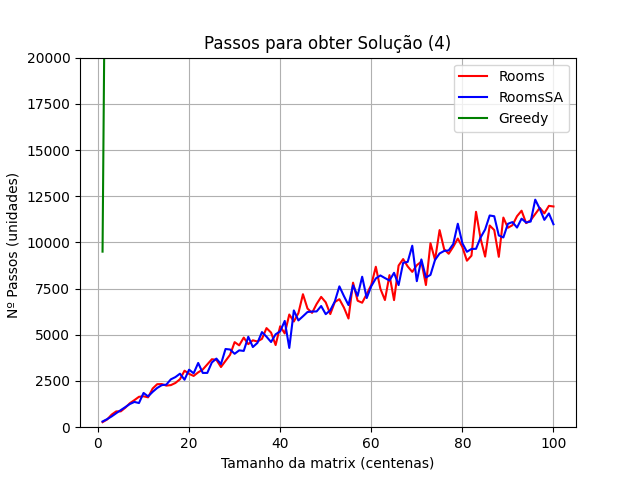 Passos para obter Solução (4)
Nº Passos (unidades)
20000
17500
15000
12500
10000
7500
5000
2500
0
Rooms
RoomsSA
Greedy
0 20 40 60 80 100
Tamanho da matrix (centenas)